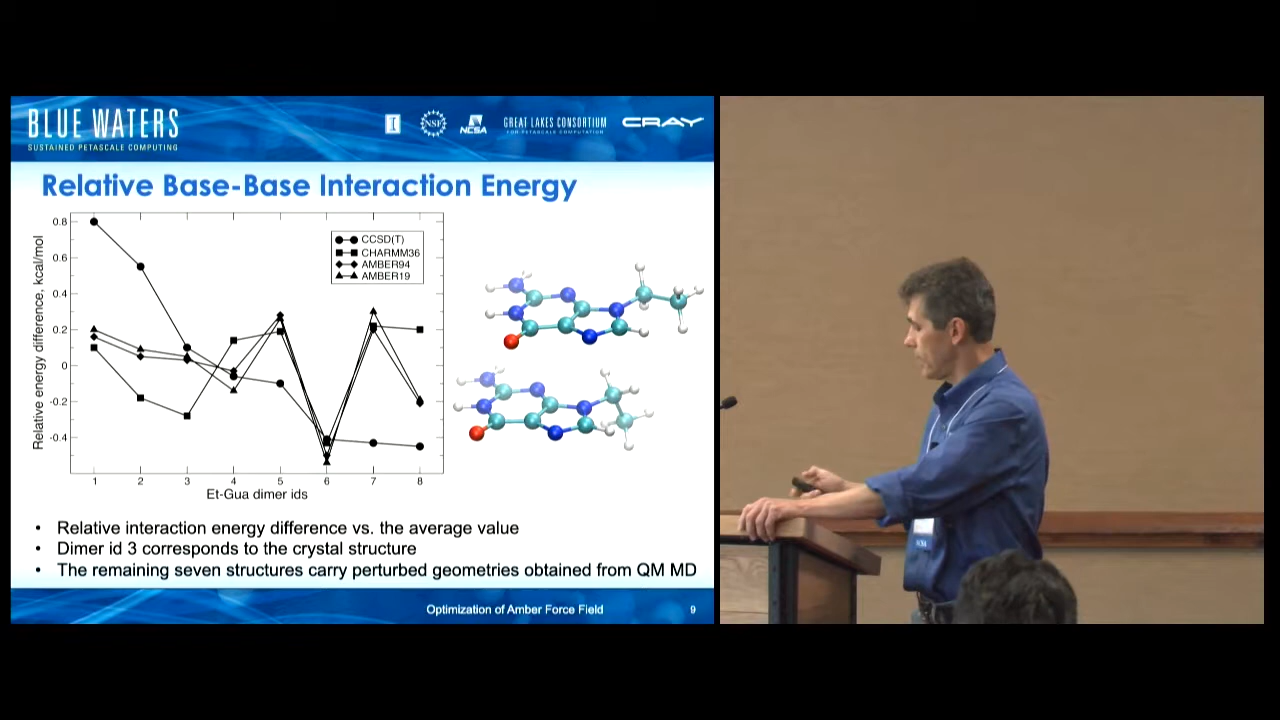 BLUE WATERS
SUSTAINED PETASCALE COMPUTING
I
NSF
NCSA
GREAT LAKES CONSORTIUM
FOR PETASCALE COMPUTATION
CRAY
Relative Base-Base Interaction Energy
Relative energy difference, kcal/mol
0.8
0.6
0.4
0.2
0
-0.2
-0.4
CCSD(T)
CHARMM36
AMBER94
AMBER19
1 2 3 4 5 6 7 8
Et-Gua dimer ids
• Relative interaction energy difference vs. the average value
• Dimer id 3 corresponds to the crystal structure
• The remaining seven structures carry perturbed geometries obtained from QM MD
Optimization of Amber Force Field
9